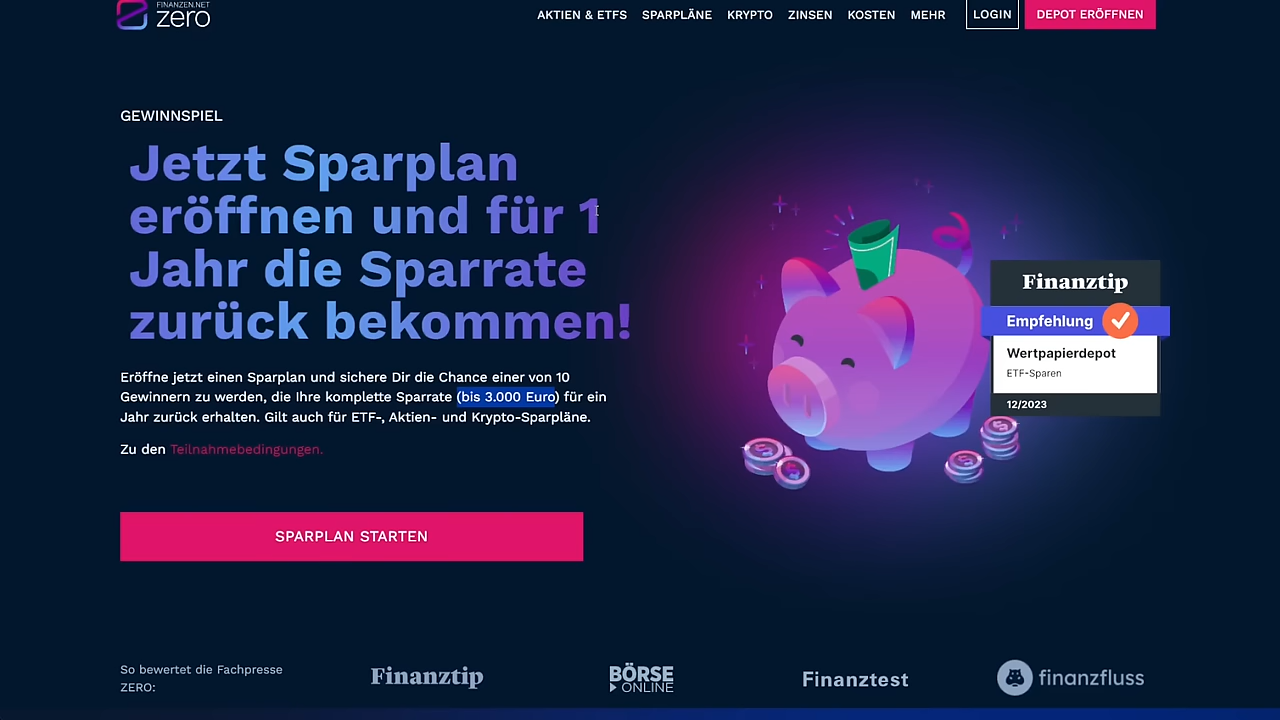 FINANZEN.NET
zero
AKTIEN & ETFS SPARPLÄNE KRYPTO ZINSEN KOSTEN MEHR LOGIN DEPOT ERÖFFNEN
GEWINNSPIEL
Jetzt Sparplan
eröffnen und für 1
Jahr die Sparrate
zurück bekommen!
Eröffne jetzt einen Sparplan und sichere Dir die Chance einer von 10
Gewinnern zu werden, die Ihre komplette Sparrate (bis 3.000 Euro) für ein
Jahr zurück erhalten. Gilt auch für ETF-, Aktien- und Krypto-Sparpläne.
Zu den Teilnahmebedingungen.
SPARPLAN STARTEN
Finanztip
Empfehlung
Wertpapierdepot
ETF-Sparen
12/2023
So bewertet die Fachpresse
ZERO:
Finanztip
BÖRSE
ONLINE
Finanztest
finanzfluss